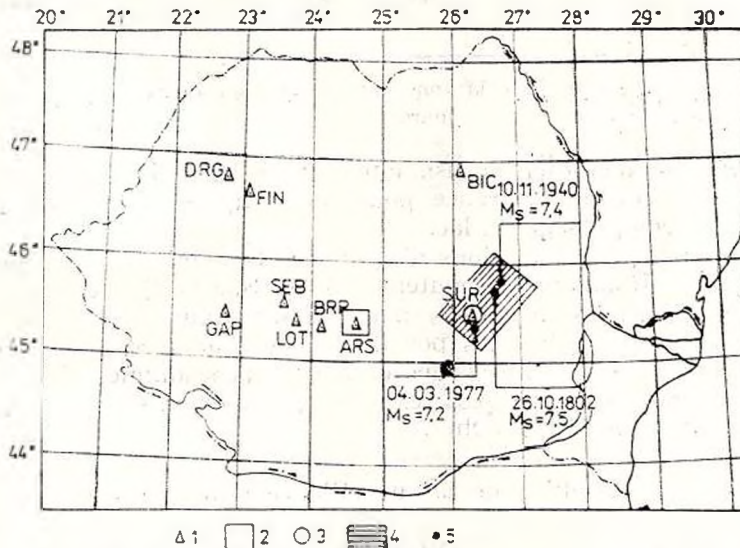 20° 21° 22° 23° 24° 25° 26° 27° 28° 29° 30°
48°
47°
DRG
FIN
BIC
10.11.1940
Ms = 7,4
46°
SEB
SUR
GAP
LOT
BRP
ARS
45°
04.03.1977
Ms = 7,2
26.10.1802
Ms = 7,5
44°
1 2 3 4 5